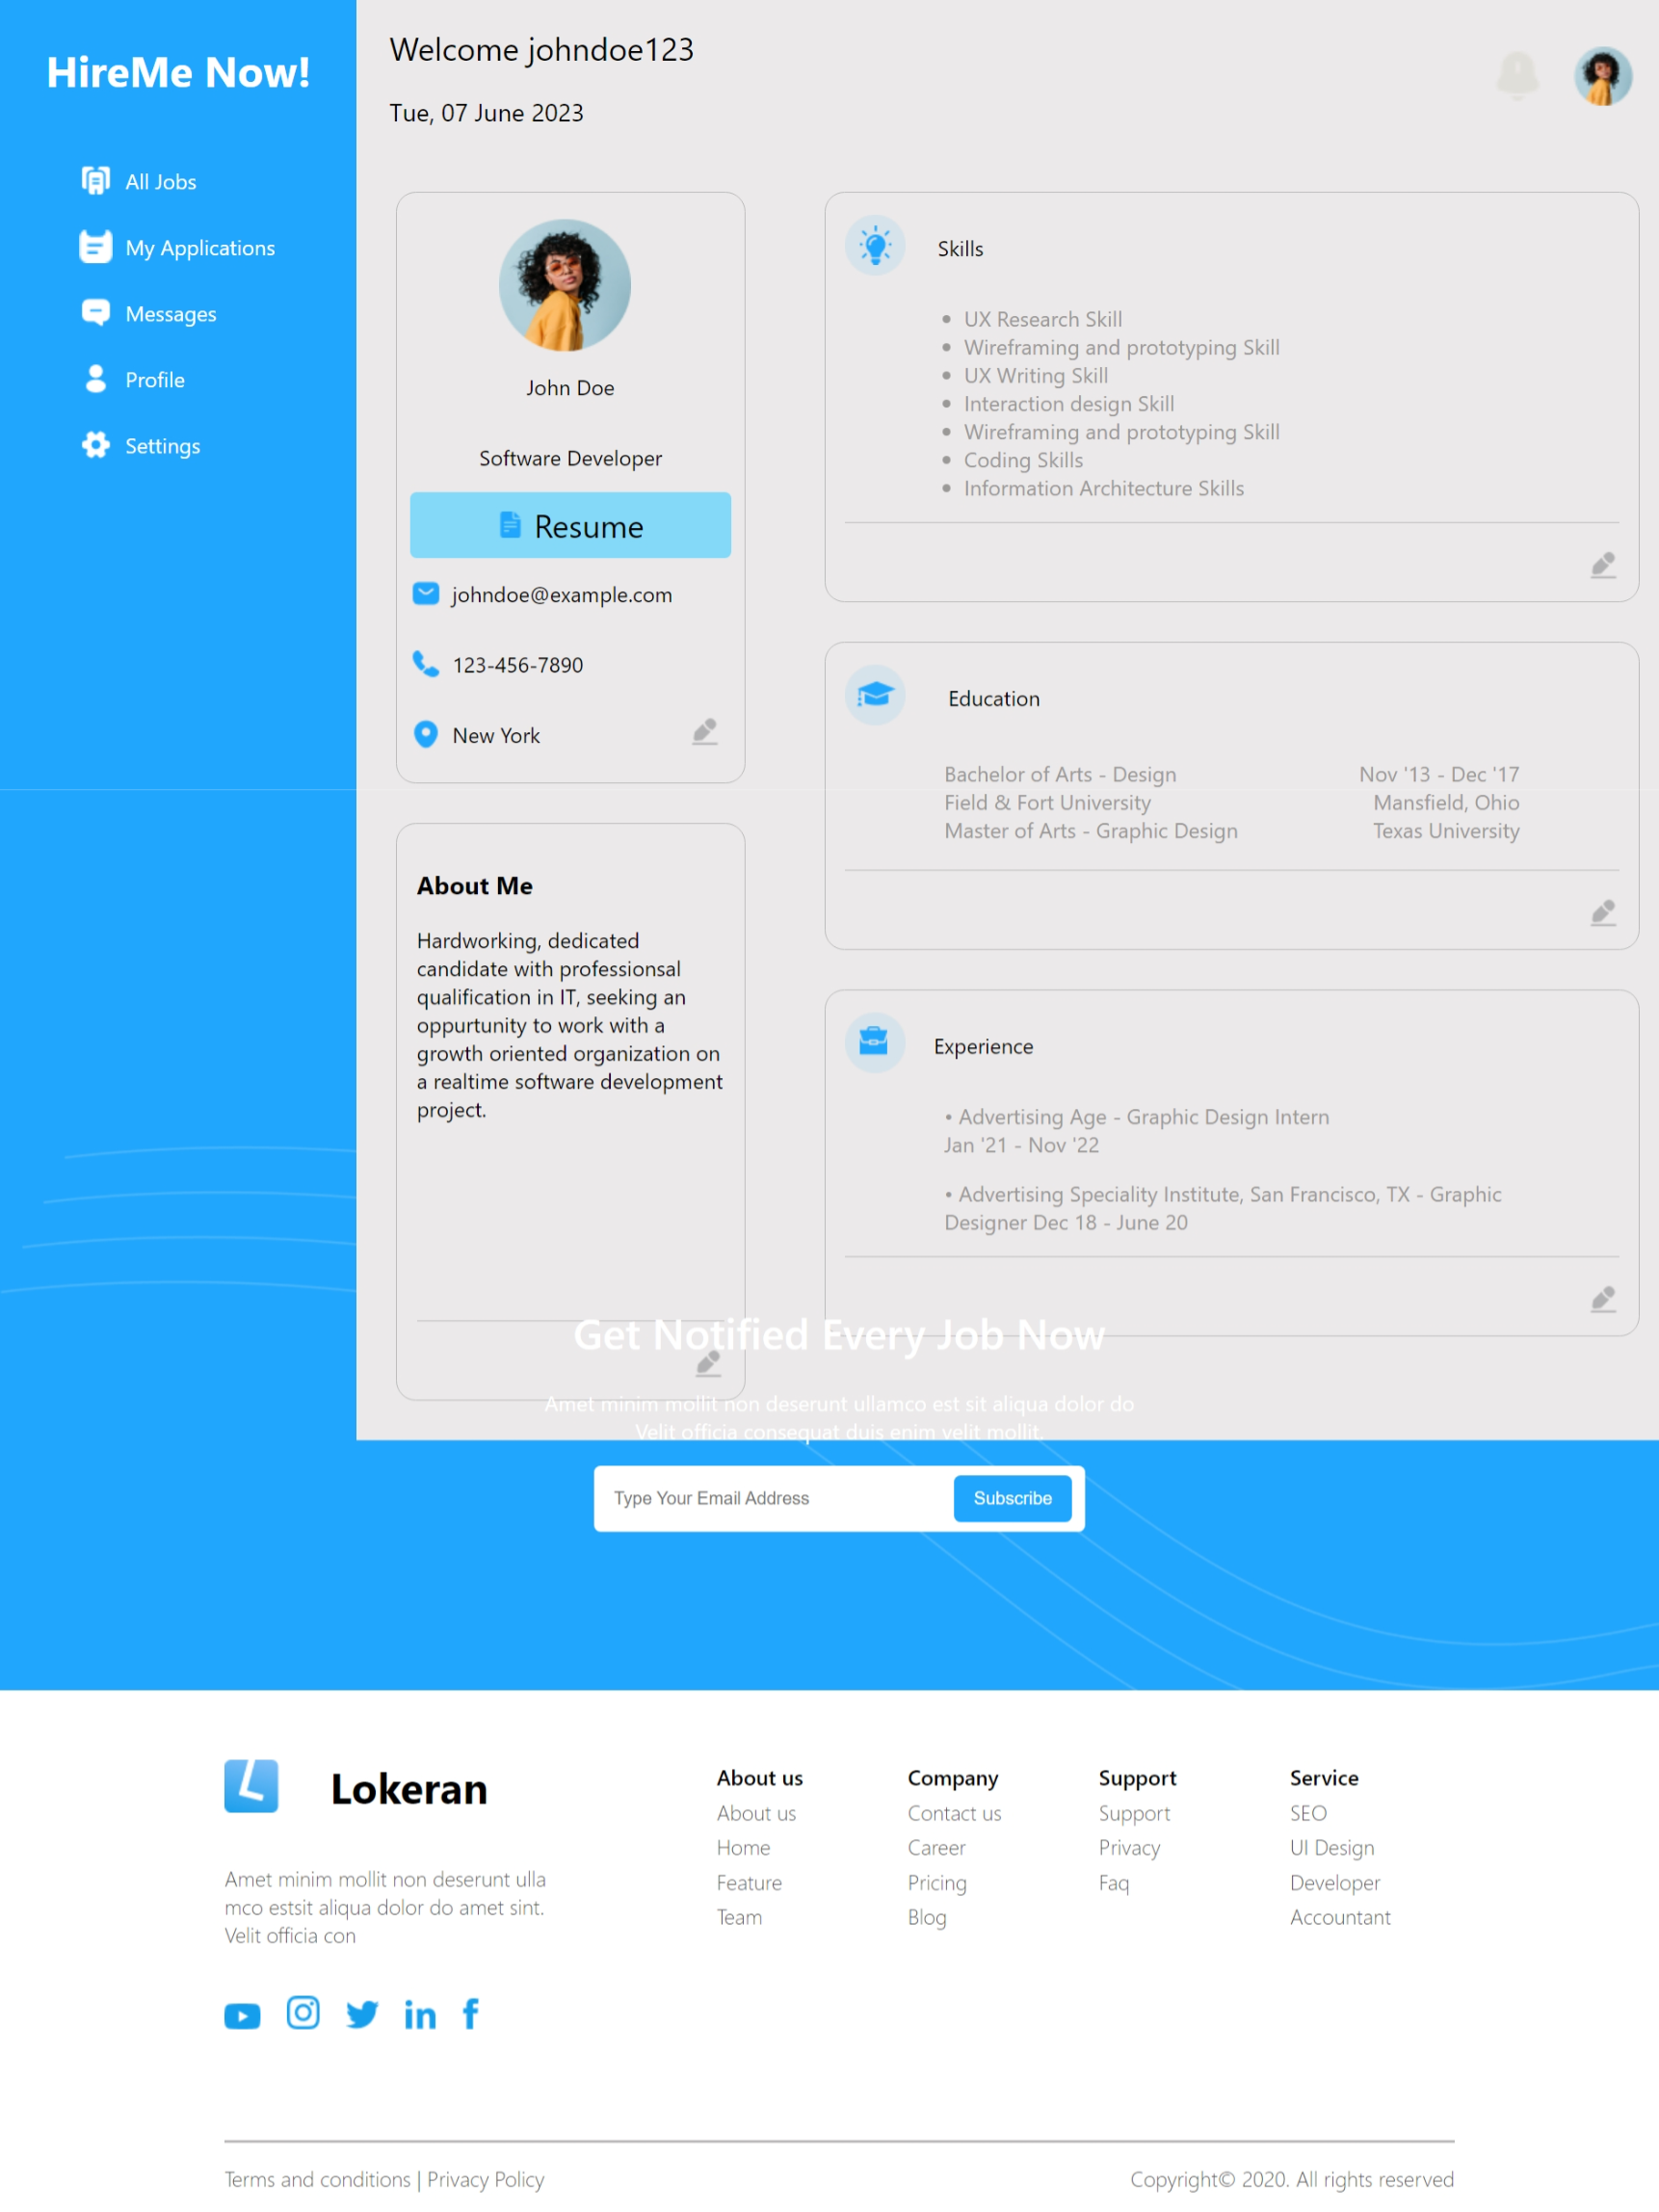 HireMe Now!
All Jobs
My Applications
Messages
Profile
Settings
Welcome johndoe123
Tue, 07 June 2023
John Doe
Software Developer
Resume
johndoe@example.com
123-456-7890
New York
About Me
Hardworking, dedicated
candidate with professionsal
qualification in IT, seeking an
oppurtunity to work with a
growth oriented organization on
a realtime software development
project.
Skills
• UX Research Skill
• Wireframing and prototyping Skill
• UX Writing Skill
• Interaction design Skill
• Wireframing and prototyping Skill
• Coding Skills
• Information Architecture Skills
Education
Bachelor of Arts - Design Nov '13 - Dec '17
Field & Fort University Mansfield, Ohio
Master of Arts - Graphic Design Texas University
Experience
• Advertising Age - Graphic Design Intern
Jan '21 - Nov '22
• Advertising Speciality Institute, San Francisco, TX - Graphic
Designer Dec 18 - June 20
Get Notified Every Job Now
Amet minim mollit non deserunt ullamco est sit aliqua dolor do
Velit officia consequat duis enim velit mollit.
Type Your Email Address
Subscribe
Lokeran
Amet minim mollit non deserunt ulla
mco estsit aliqua dolor do amet sint.
Velit officia con
About us
About us
Home
Feature
Team
Company
Contact us
Career
Pricing
Blog
Support
Support
Privacy
Faq
Service
SEO
UI Design
Developer
Accountant
Terms and conditions | Privacy Policy
Copyright© 2020. All rights reserved